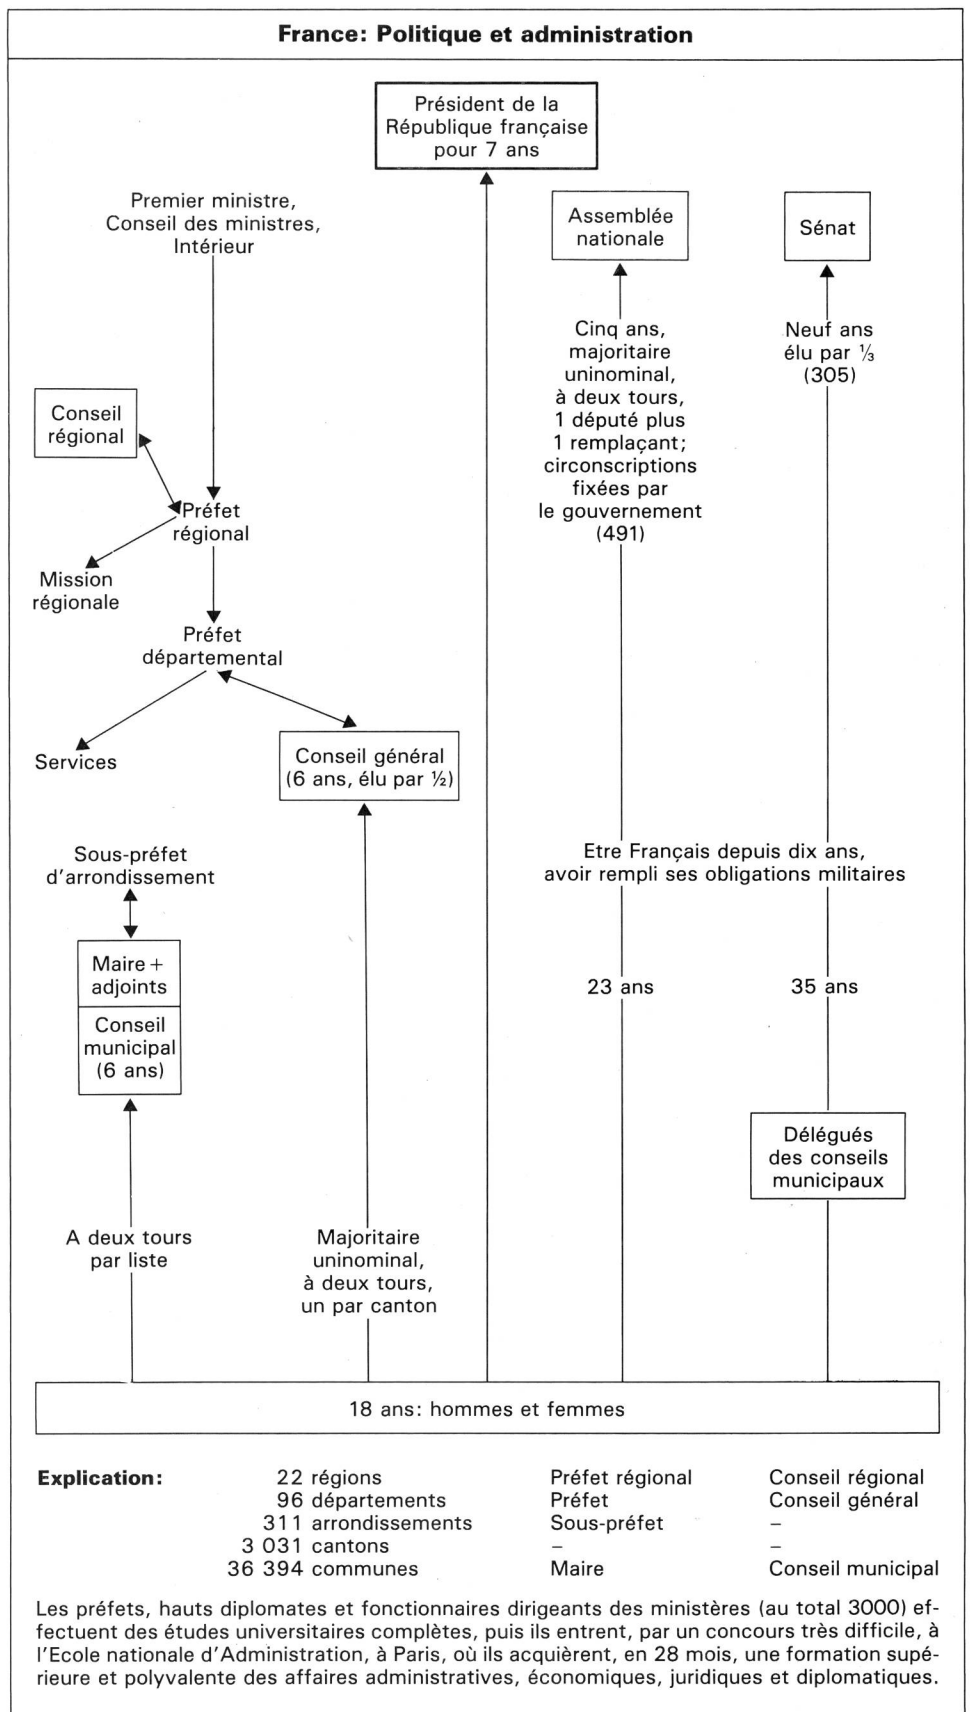 France: Politique et administration
Président de la
République française
pour 7 ans
Premier ministre,
Conseil des ministres,
Intérieur
Assemblée
nationale
Sénat
Cinq ans,
majoritaire
uninominal,
à deux tours,
1 député plus
1 remplaçant;
circonscriptions
fixées par
le gouvernement
(491)
Neuf ans
élu par ⅓
(305)
Conseil
régional
Préfet
régional
Mission
régionale
Préfet
départemental
Services
Conseil général
(6 ans, élu par ½)
Sous-préfet
d'arrondissement
Etre Français depuis dix ans,
avoir rempli ses obligations militaires
Maire +
adjoints
Conseil
municipal
(6 ans)
23 ans
35 ans
Délégués
des conseils
municipaux
A deux tours
par liste
Majoritaire
uninominal,
à deux tours,
un par canton
18 ans: hommes et femmes
Explication: 22 régions Préfet régional Conseil régional
96 départements Préfet Conseil général
311 arrondissements Sous-préfet –
3 031 cantons – –
36 394 communes Maire Conseil municipal
Les préfets, hauts diplomates et fonctionnaires dirigeants des ministères (au total 3000) ef-
fectuent des études universitaires complètes, puis ils entrent, par un concours très difficile, à
l'Ecole nationale d'Administration, à Paris, où ils acquièrent, en 28 mois, une formation supé-
rieure et polyvalente des affaires administratives, économiques, juridiques et diplomatiques.